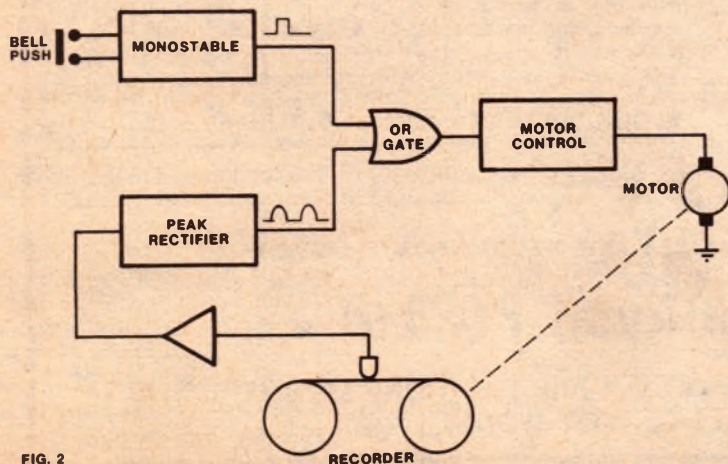 BELL
PUSH
MONOSTABLE
OR
GATE
MOTOR
CONTROL
MOTOR
PEAK
RECTIFIER
FIG. 2
RECORDER